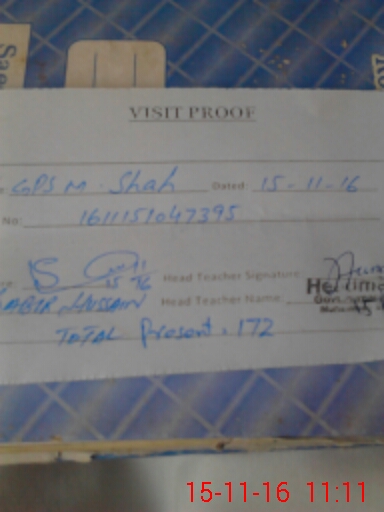 VISIT PROOF
GPS M. Shah Dated: 15-11-16
No: 1611151047395
15 11 16 Head Teacher Signature:
SABIR HUSSAIN Head Teacher Name:
TOTAL Present. 172
15-11-16 11:11